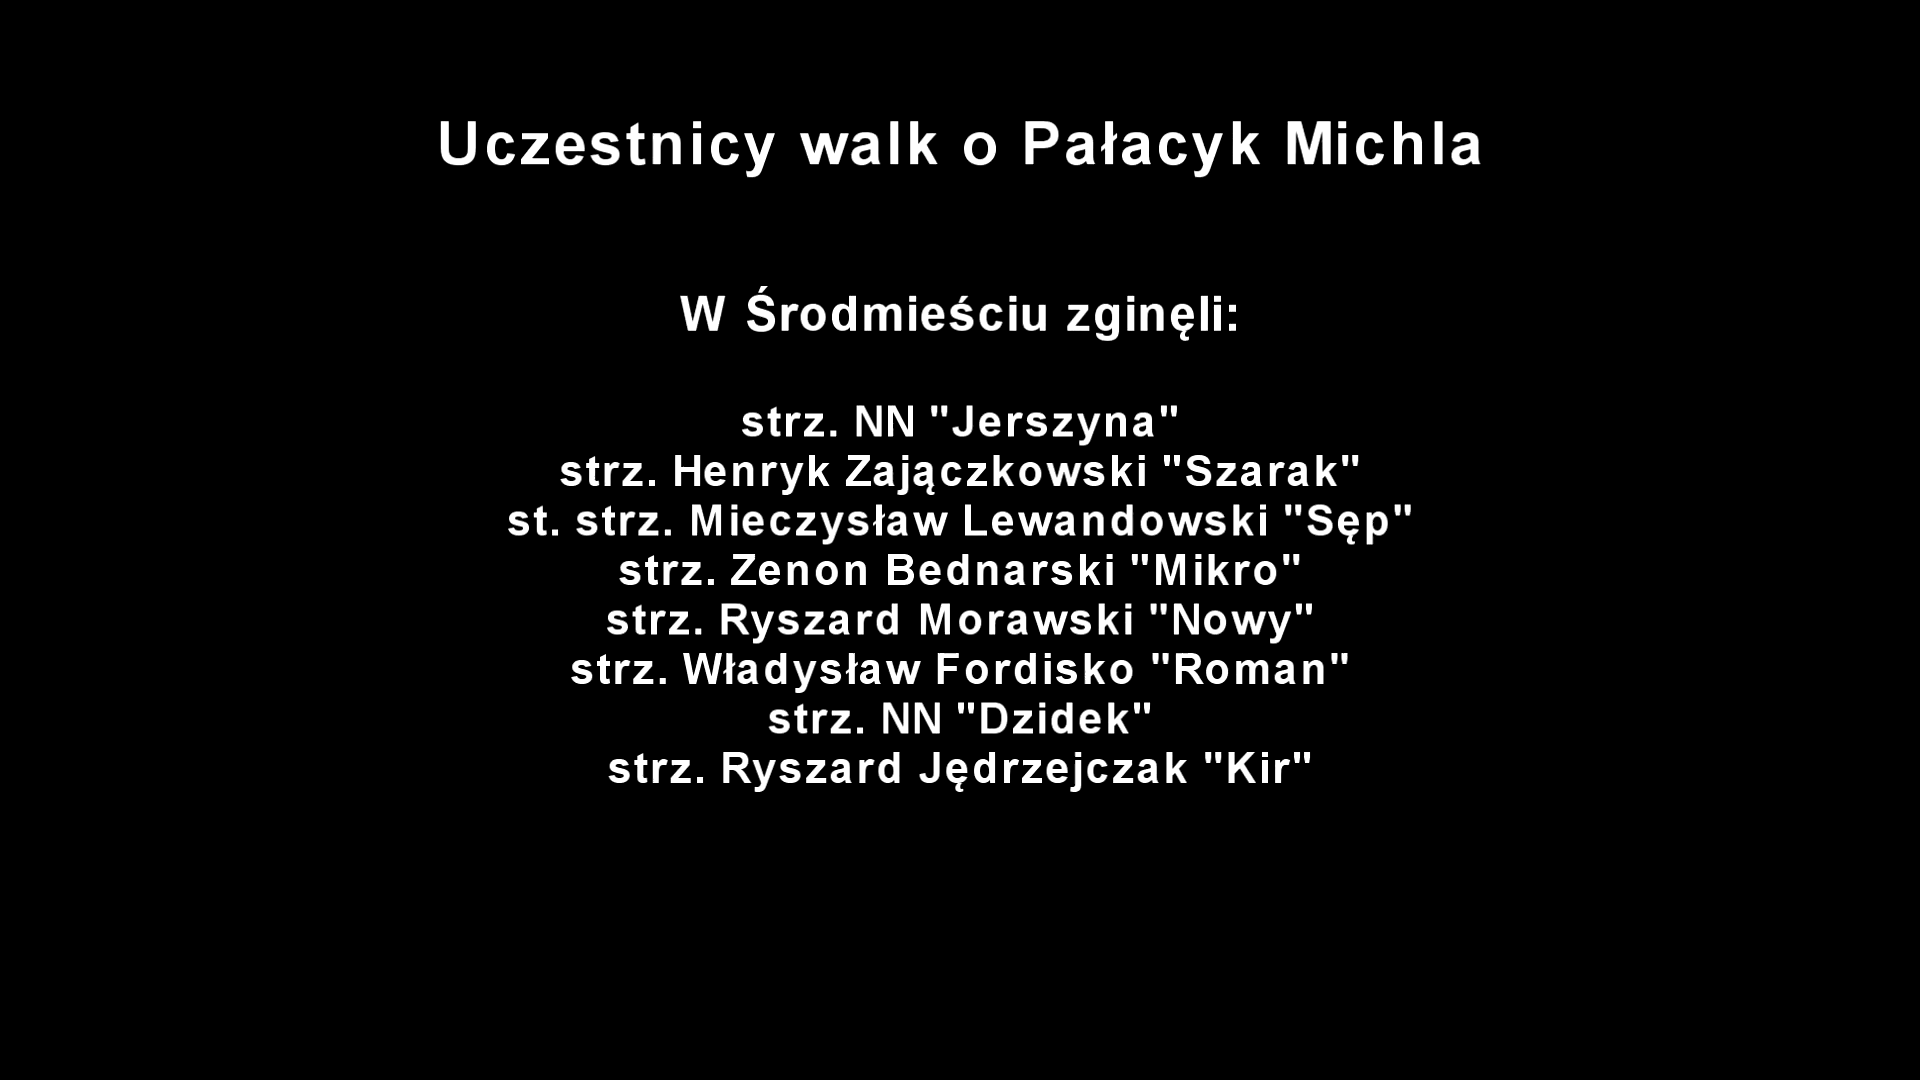 Uczestnicy walk o Pałacyk Michla
W Środmieściu zginęli:
strz. NN "Jerszyna"
strz. Henryk Zajączkowski "Szarak"
st. strz. Mieczysław Lewandowski "Sęp"
strz. Zenon Bednarski "Mikro"
strz. Ryszard Morawski "Nowy"
strz. Władysław Fordisko "Roman"
strz. NN "Dzidek"
strz. Ryszard Jędrzejczak "Kir"